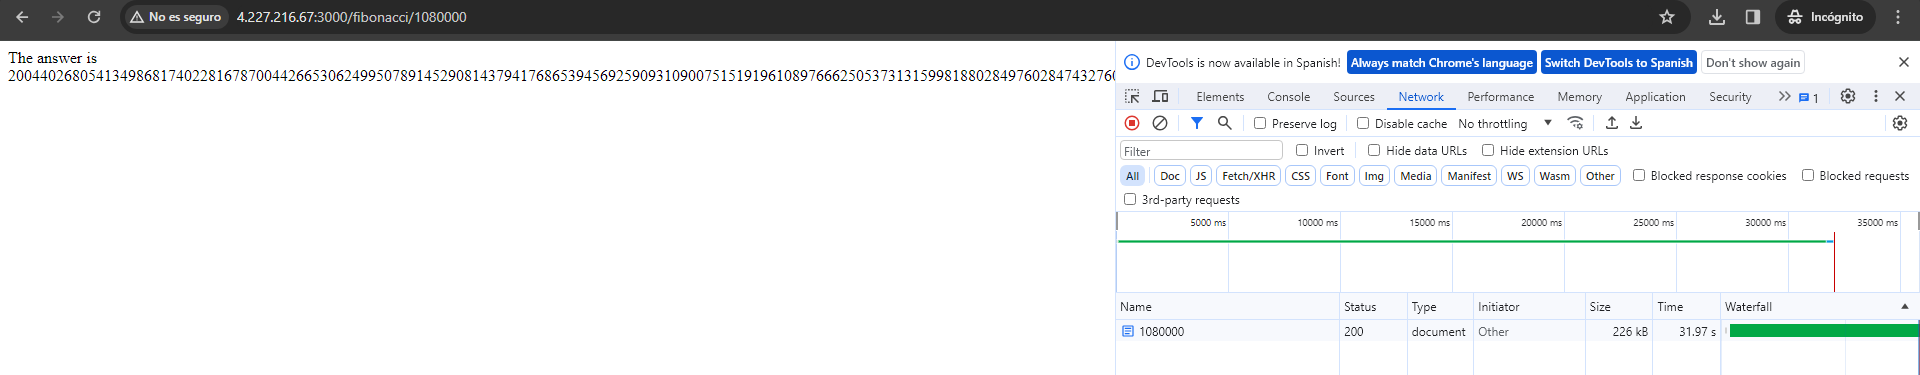 No es seguro 4.227.216.67:3000/fibonacci/1080000 Incógnito
The answer is
DevTools is now available in Spanish! Always match Chrome's language Switch DevTools to Spanish Don't show again
Elements Console Sources Network Performance Memory Application Security 1
Preserve log Disable cache No throttling
Filter Invert Hide data URLs Hide extension URLs
All Doc JS Fetch/XHR CSS Font Img Media Manifest WS Wasm Other Blocked response cookies Blocked requests
3rd-party requests
5000 ms 10000 ms 15000 ms 20000 ms 25000 ms 30000 ms 35000 ms
Name Status Type Initiator Size Time Waterfall
1080000 200 document Other 226 kB 31.97 s